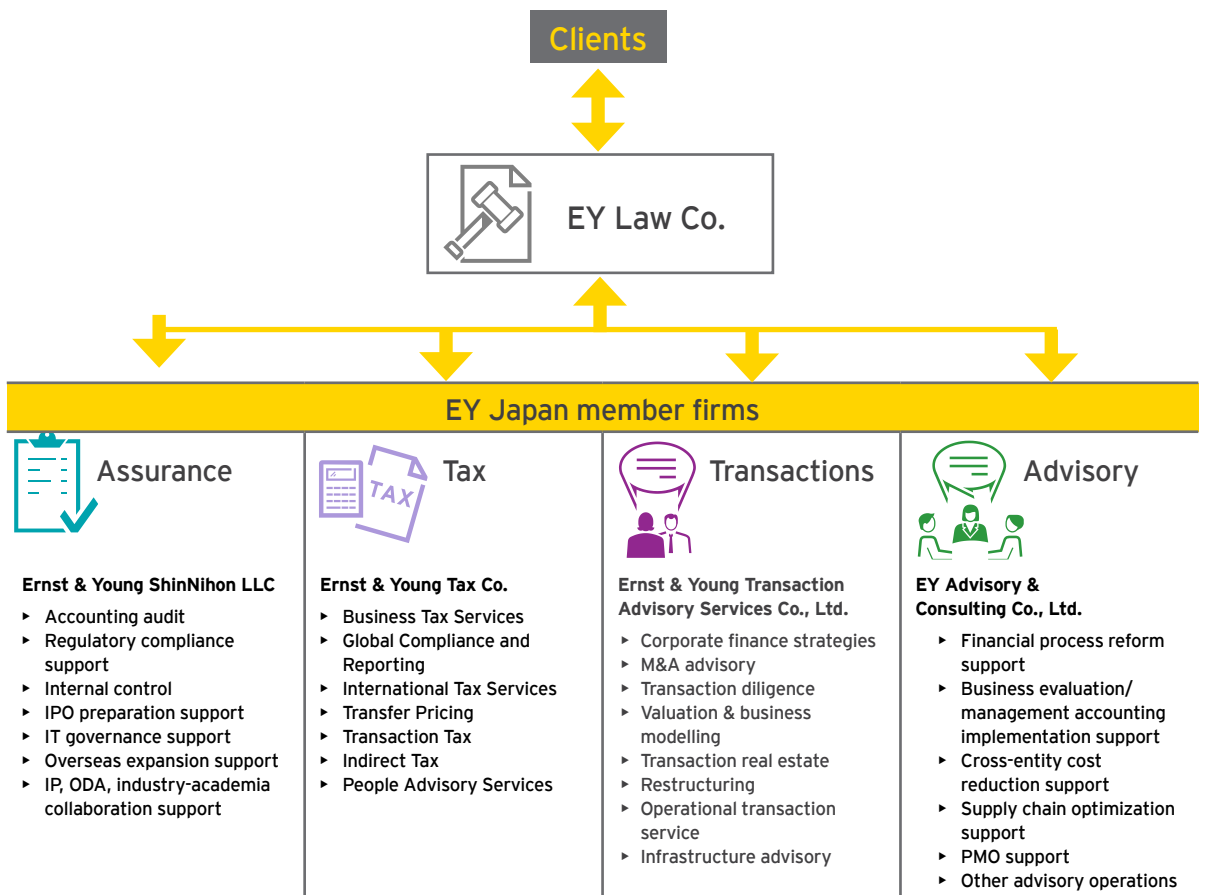 Clients
EY Law Co.
EY Japan member firms
Assurance
Ernst & Young ShinNihon LLC
▸ Accounting audit
▸ Regulatory compliance
support
▸ Internal control
▸ IPO preparation support
▸ IT governance support
▸ Overseas expansion support
▸ IP, ODA, industry-academia
collaboration support
TAX
Tax
Ernst & Young Tax Co.
▸ Business Tax Services
▸ Global Compliance and
Reporting
▸ International Tax Services
▸ Transfer Pricing
▸ Transaction Tax
▸ Indirect Tax
▸ People Advisory Services
Transactions
Ernst & Young Transaction
Advisory Services Co., Ltd.
▸ Corporate finance strategies
▸ M&A advisory
▸ Transaction diligence
▸ Valuation & business
modelling
▸ Transaction real estate
▸ Restructuring
▸ Operational transaction
service
▸ Infrastructure advisory
Advisory
EY Advisory &
Consulting Co., Ltd.
▸ Financial process reform
support
▸ Business evaluation/
management accounting
implementation support
▸ Cross-entity cost
reduction support
▸ Supply chain optimization
support
▸ PMO support
▸ Other advisory operations